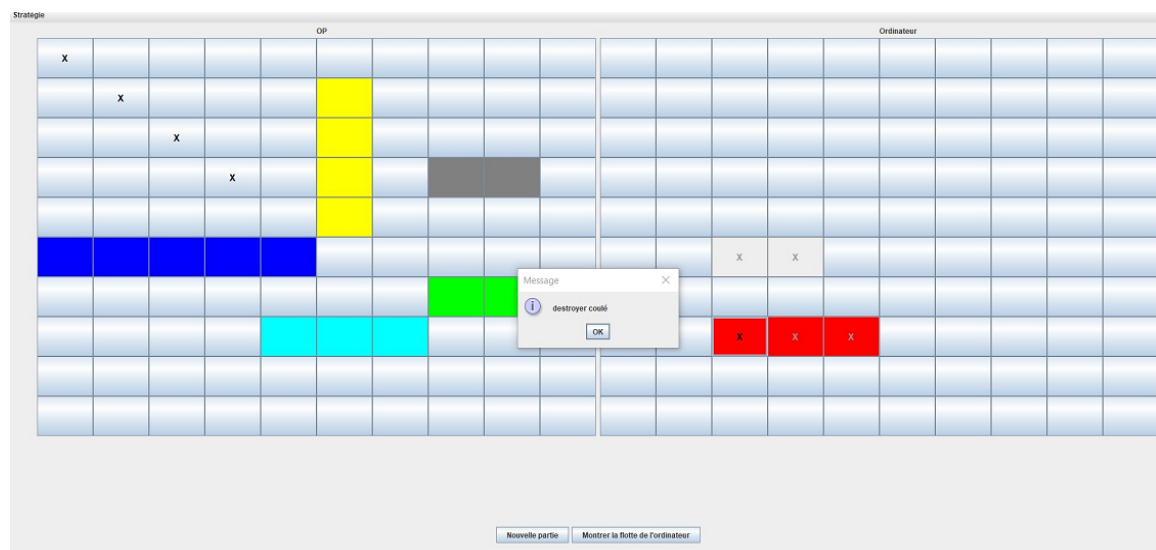 Stratégie
OP Ordinateur
X
X
X
X
X X
Message
destroyer coulé
OK
X X X
Nouvelle partie Montrer la flotte de l'ordinateur